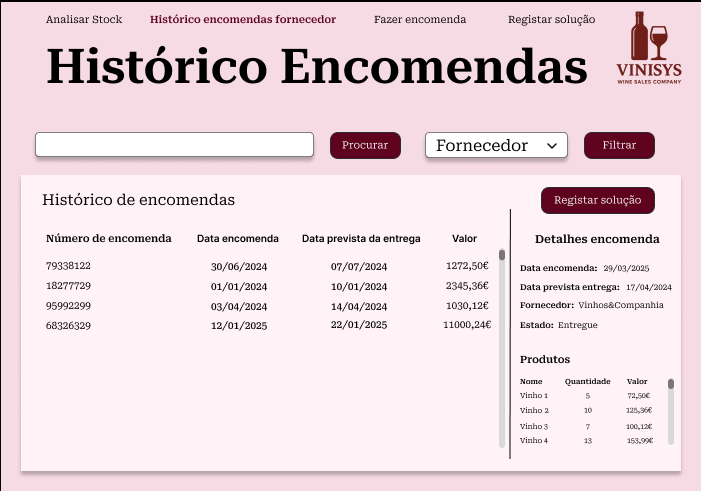 Analisar Stock Histórico encomendas fornecedor Fazer encomenda Registar solução
Histórico Encomendas
VINISYS
WINE SALES COMPANY
Procurar Fornecedor Filtrar
Histórico de encomendas Registar solução
Número de encomenda Data encomenda Data prevista da entrega Valor
79338122 30/06/2024 07/07/2024 1272,50€
18277729 01/01/2024 10/01/2024 2345,36€
95992299 03/04/2024 14/04/2024 1030,12€
68326329 12/01/2025 22/01/2025 11000,24€
Detalhes encomenda
Data encomenda: 29/03/2025
Data prevista entrega: 17/04/2024
Fornecedor: Vinhos&Companhia
Estado: Entregue
Produtos
Nome Quantidade Valor
Vinho 1 5 72,50€
Vinho 2 10 125,36€
Vinho 3 7 100,12€
Vinho 4 13 153,99€